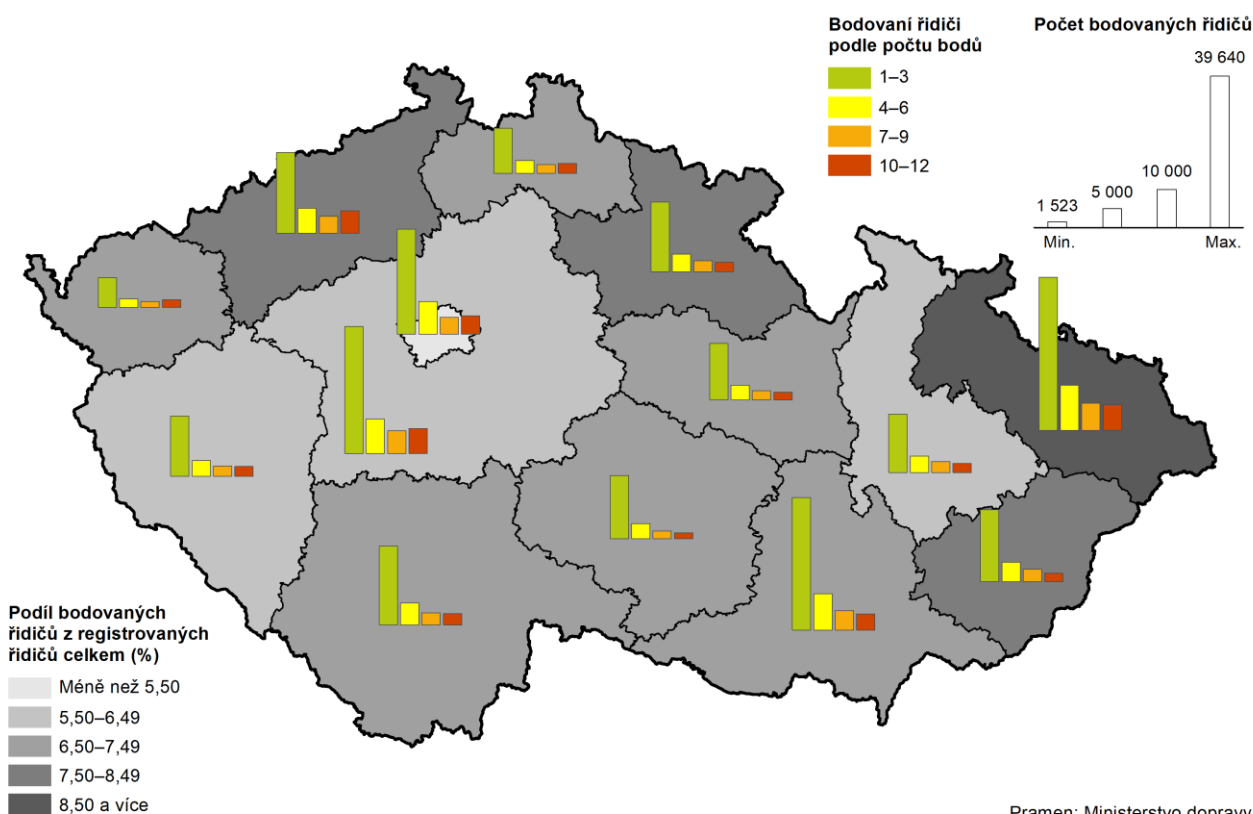 Bodovaní řidiči
podle počtu bodů
1–3
4–6
7–9
10–12
Počet bodovaných řidičů
39 640
10 000
5 000
1 523
Min.
Max.
Podíl bodovaných
řidičů z registrovaných
řidičů celkem (%)
Méně než 5,50
5,50–6,49
6,50–7,49
7,50–8,49
8,50 a více
Pramen: Ministerstvo dopravy